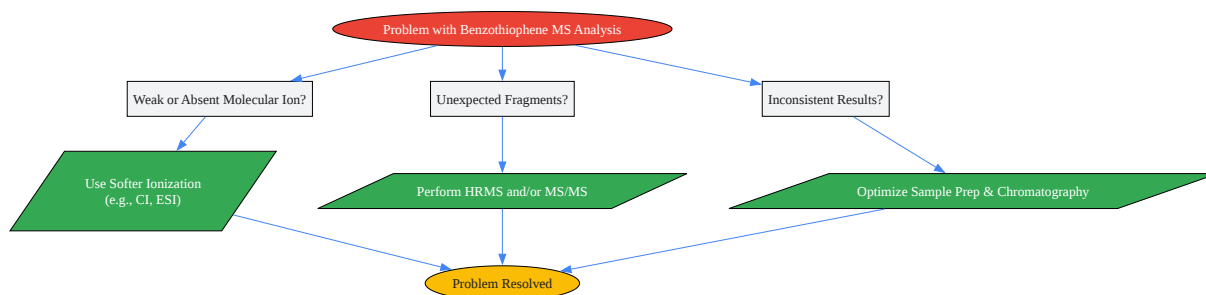 Problem with Benzothiophene MS Analysis
Weak or Absent Molecular Ion?
Unexpected Fragments?
Inconsistent Results?
Use Softer Ionization
(e.g., CI, ESI)
Perform HRMS and/or MS/MS
Optimize Sample Prep & Chromatography
Problem Resolved